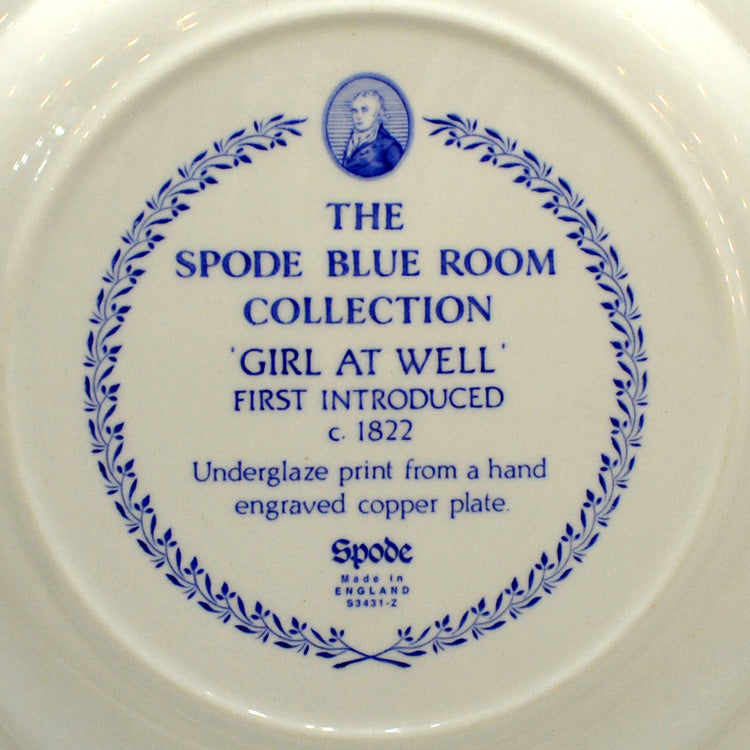 THE
SPODE BLUE ROOM
COLLECTION
'GIRL AT WELL'
FIRST INTRODUCED
c. 1822
Underglaze print from a hand
engraved copper plate.
Spode
Made in
ENGLAND
S3431-Z